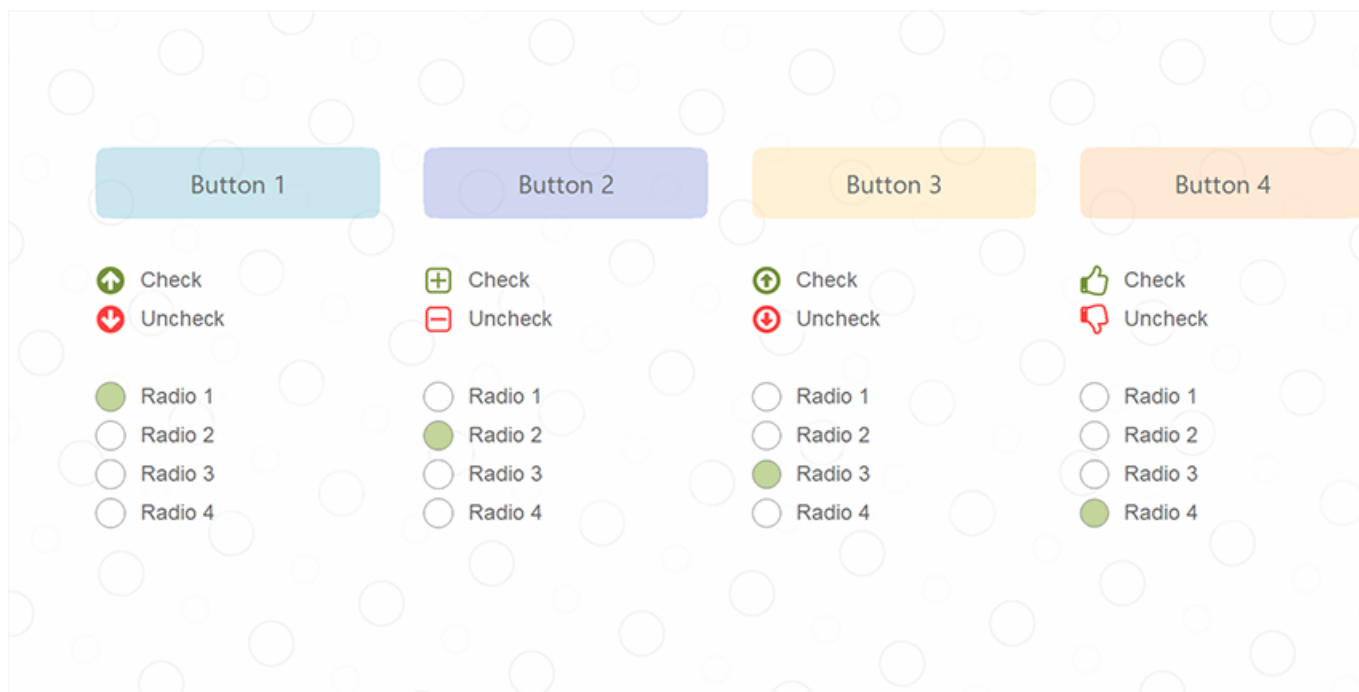 Button 1
Button 2
Button 3
Button 4
Check
Uncheck
Radio 1
Radio 2
Radio 3
Radio 4
Check
Uncheck
Radio 1
Radio 2
Radio 3
Radio 4
Check
Uncheck
Radio 1
Radio 2
Radio 3
Radio 4
Check
Uncheck
Radio 1
Radio 2
Radio 3
Radio 4